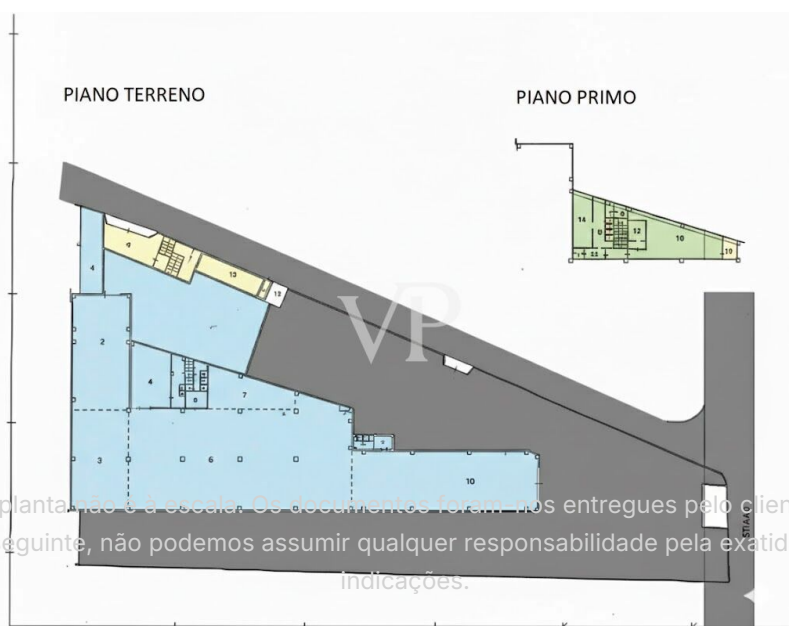 PIANO TERRENO
PIANO PRIMO
14
12
10
10
9
13
12
4
2
4
7
8
3
6
10
VP
planta não é à escala. Os documentos foram-nos entregues pelo clien
eguinte, não podemos assumir qualquer responsabilidade pela exatid
indicações.